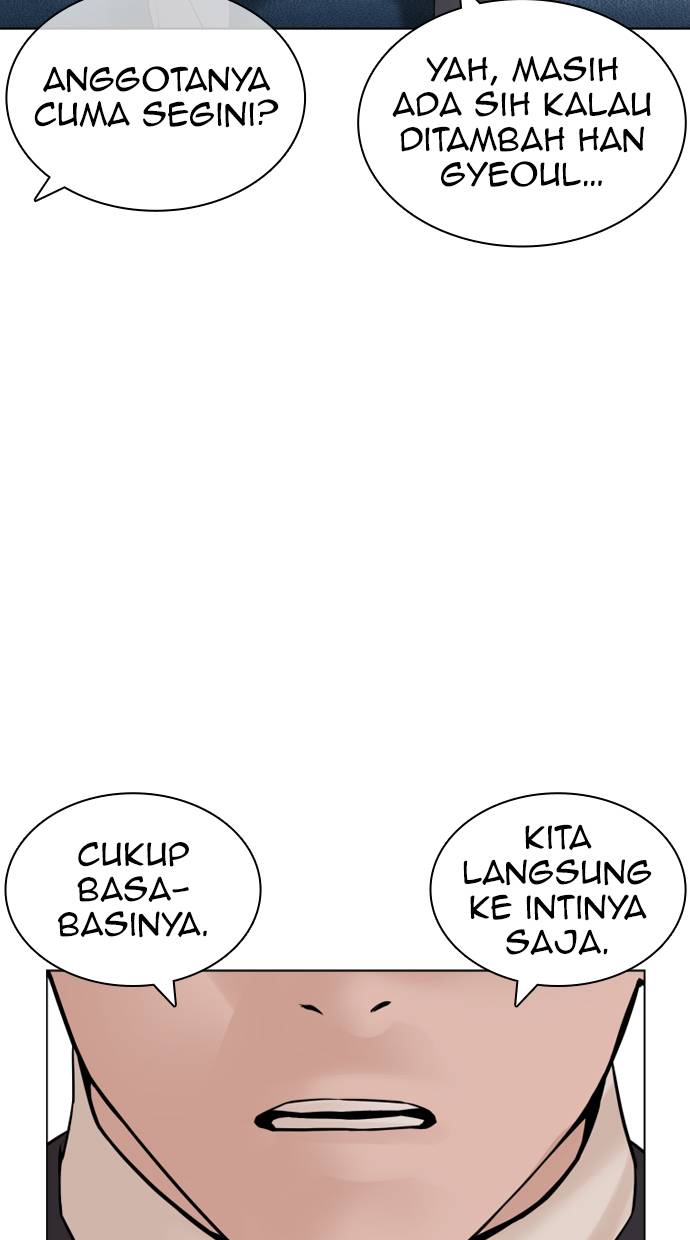 ANGGOTANYA
CUMA SEGINI?
YAH, MASIH
ADA SIH KALAU
DITAMBAH HAN
GYEOUL...
CUKUP
BASA-
BASINYA.
KITA
LANGSUNG
KE INTINYA
SAJA.